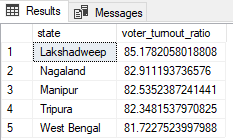 Results Messages
state voter_turnout_ratio
1 Lakshadweep 85.1782058018808
2 Nagaland 82.911193736576
3 Manipur 82.5352387241441
4 Tripura 82.3481537970825
5 West Bengal 81.7227523997988